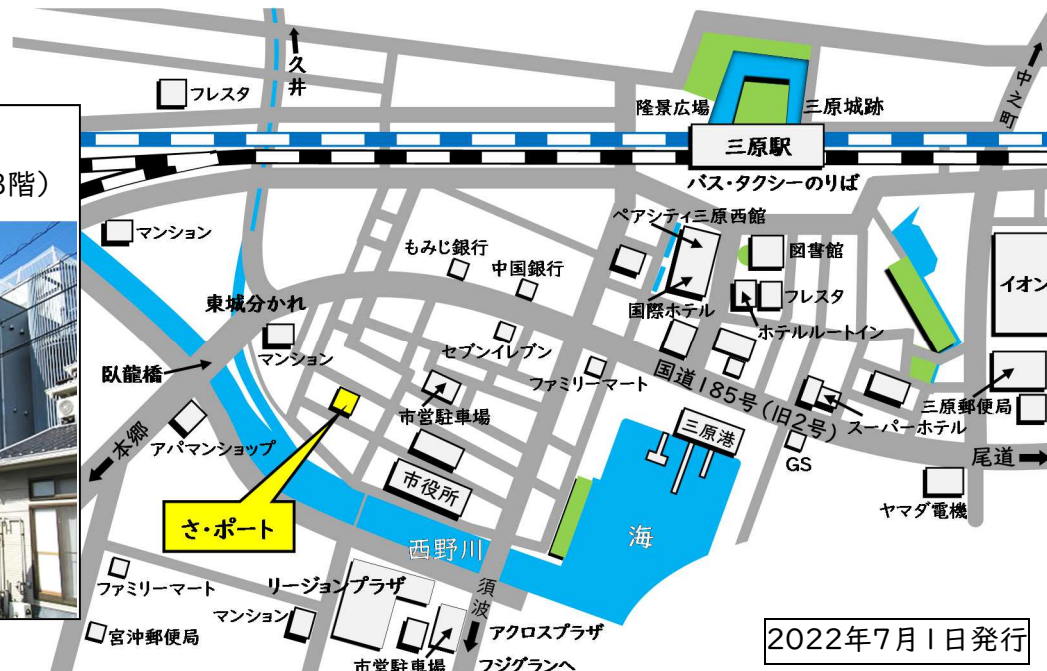 久井
フレスタ
中之町
隆景広場
三原城跡
三原駅
バス・タクシーのりば
3階）
マンション
ペアシティ三原西館
図書館
もみじ銀行
中国銀行
イオン
東城分かれ
国際ホテル
フレスタ
ホテルルートイン
マンション
セブンイレブン
臥龍橋
ファミリーマート
国道185号（旧2号）
市営駐車場
三原郵便局
スーパーホテル
三原港
アパマンショップ
本郷
GS
尾道
市役所
ヤマダ電機
さ・ポート
海
西野川
ファミリーマート
リージョンプラザ
須波
マンション
宮沖郵便局
アクロスプラザ
市営駐車場
フジグランへ
2022年7月1日発行